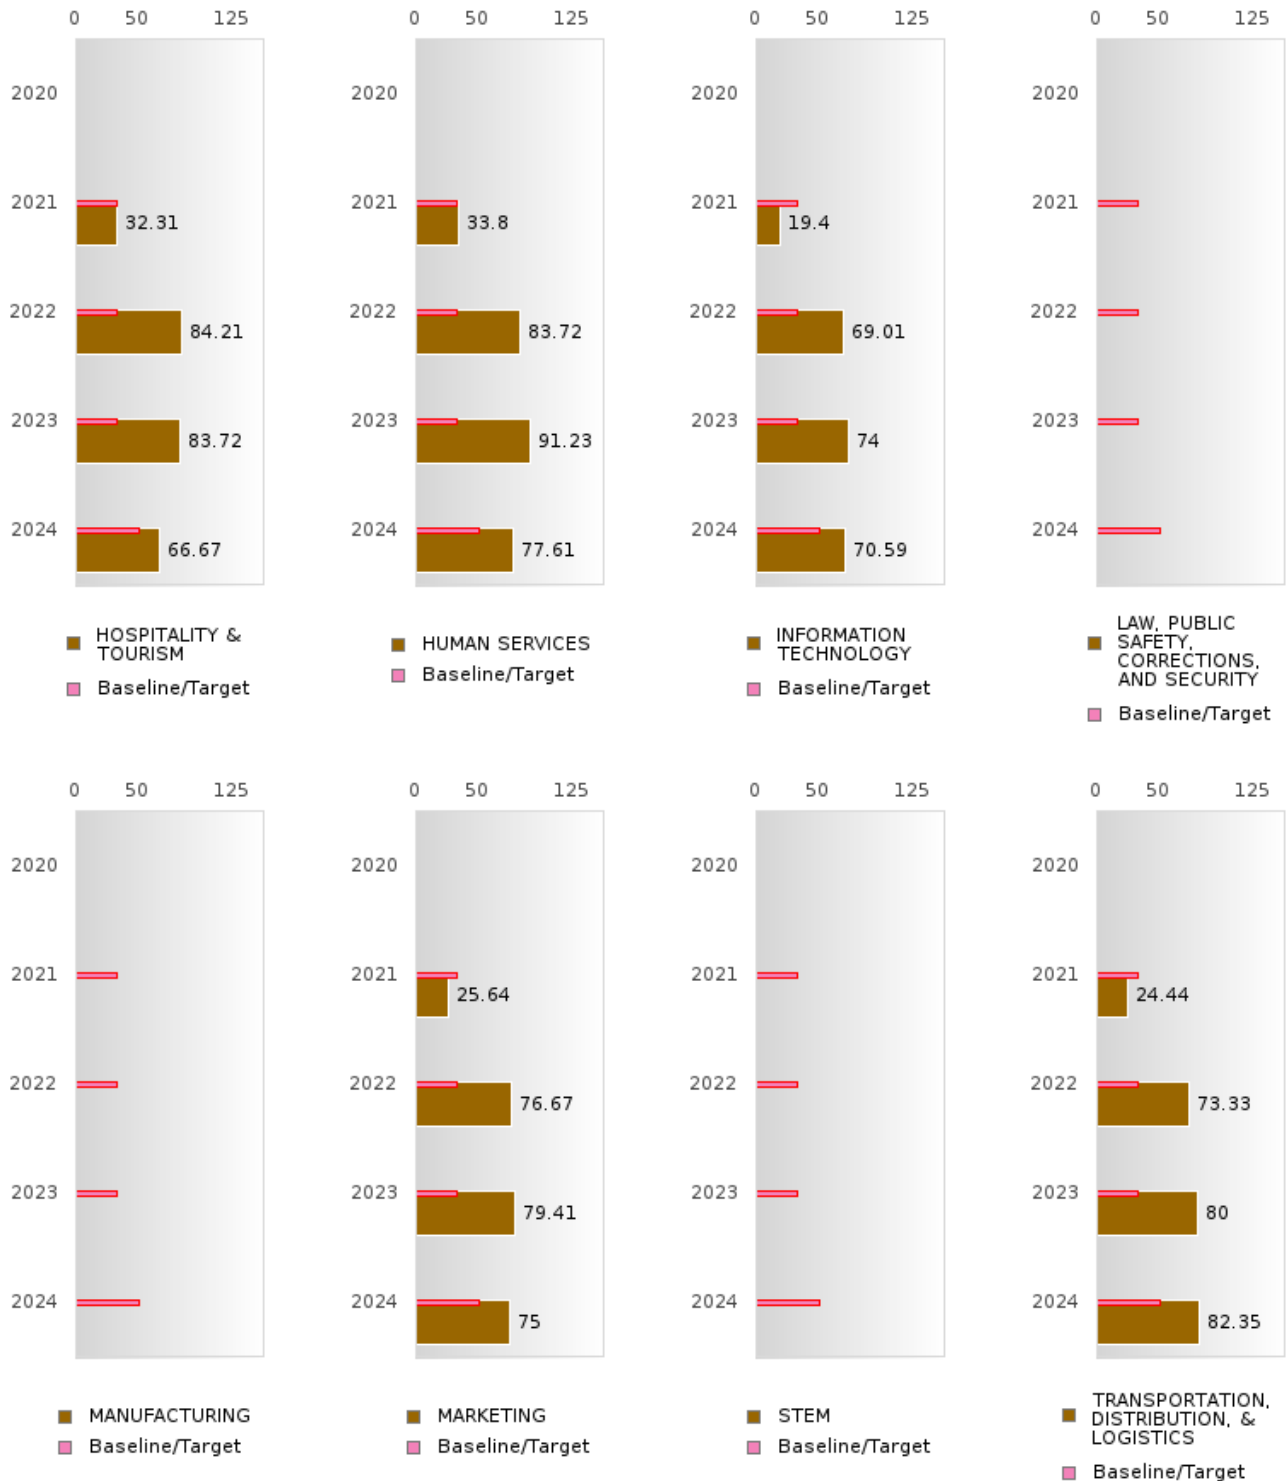 0 50 125 0 50 125 0 50 125 0 50 125
2020 2020 2020 2020
2021 2021 2021 2021
32.31 33.8 19.4
2022 2022 2022 2022
84.21 83.72 69.01
2023 2023 2023 2023
83.72 91.23 74
2024 2024 2024 2024
66.67 77.61 70.59
HOSPITALITY &
TOURISM
Baseline/Target
HUMAN SERVICES
Baseline/Target
INFORMATION
TECHNOLOGY
Baseline/Target
LAW, PUBLIC
SAFETY,
CORRECTIONS,
AND SECURITY
Baseline/Target
0 50 125 0 50 125 0 50 125 0 50 125
2020 2020 2020 2020
2021 2021 2021 2021
25.64 24.44
2022 2022 2022 2022
76.67 73.33
2023 2023 2023 2023
79.41 80
2024 2024 2024 2024
75 82.35
MANUFACTURING
Baseline/Target
MARKETING
Baseline/Target
STEM
Baseline/Target
TRANSPORTATION,
DISTRIBUTION, &
LOGISTICS
Baseline/Target